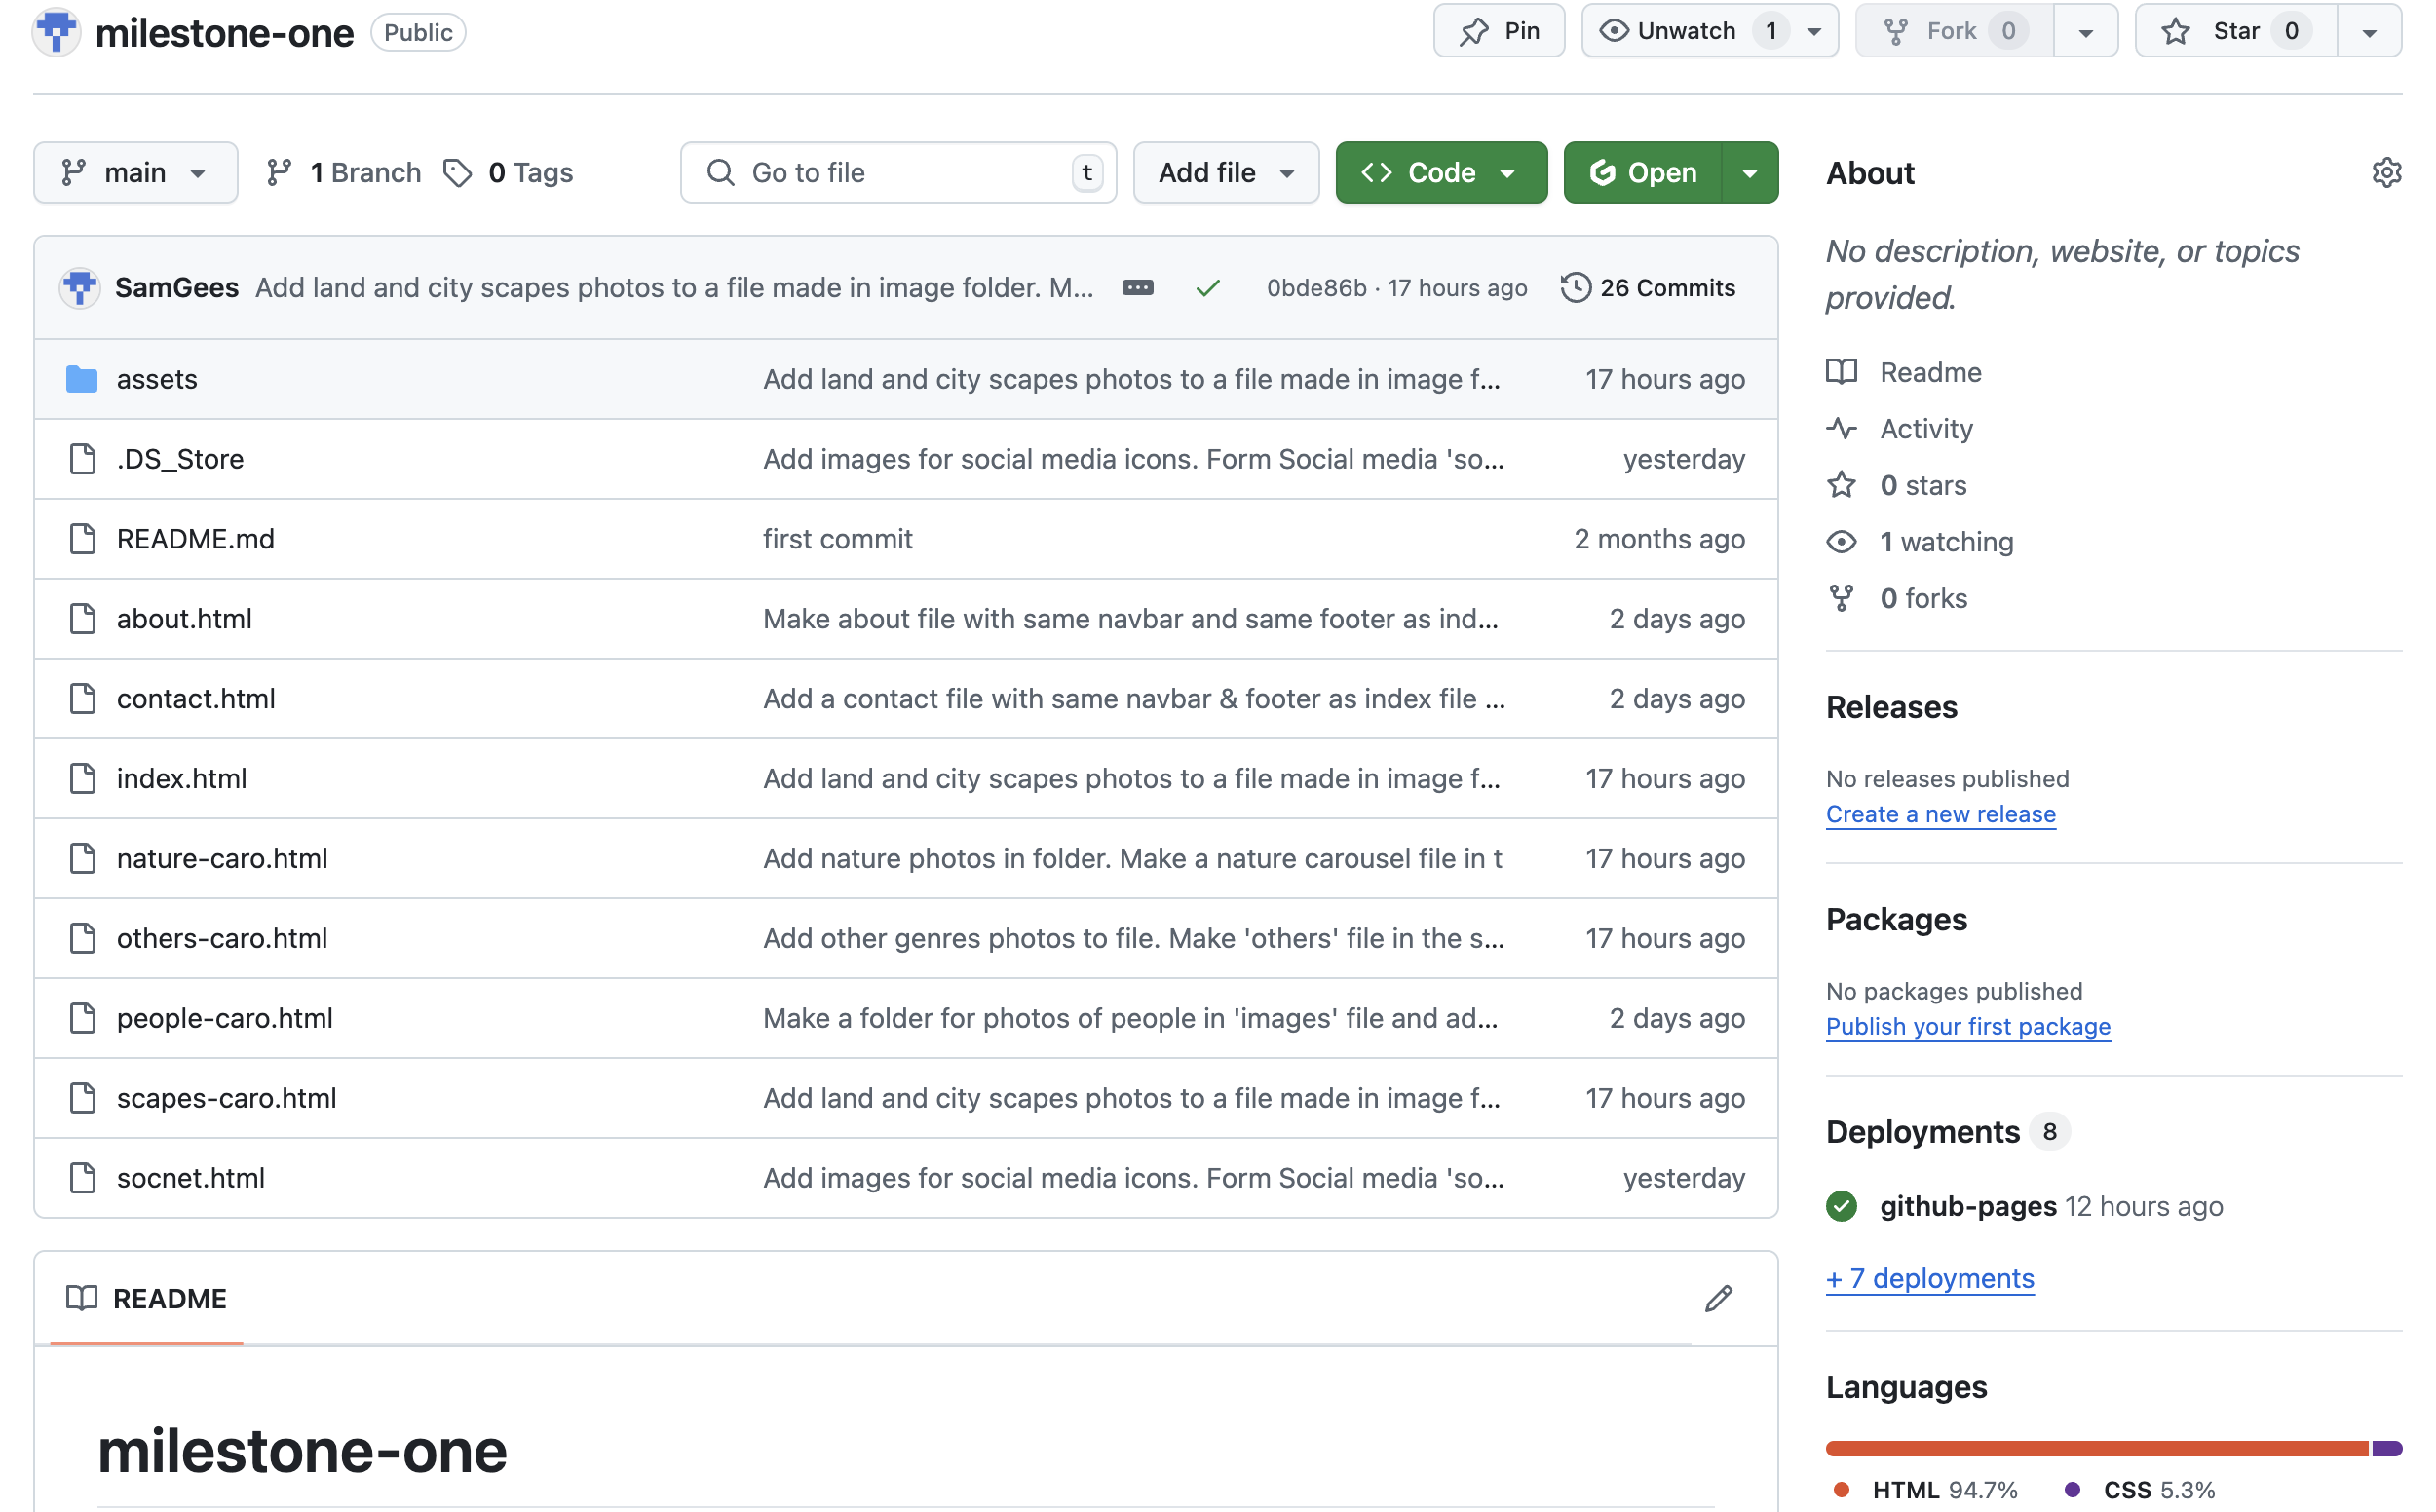 milestone-one Public Pin Unwatch 1 Fork 0 Star 0
main 1 Branch 0 Tags Go to file t Add file Code Open
SamGees Add land and city scapes photos to a file made in image folder. M... 0bde86b · 17 hours ago 26 Commits
assets Add land and city scapes photos to a file made in image f... 17 hours ago
.DS_Store Add images for social media icons. Form Social media 'so... yesterday
README.md first commit 2 months ago
about.html Make about file with same navbar and same footer as ind... 2 days ago
contact.html Add a contact file with same navbar & footer as index file ... 2 days ago
index.html Add land and city scapes photos to a file made in image f... 17 hours ago
nature-caro.html Add nature photos in folder. Make a nature carousel file in t 17 hours ago
others-caro.html Add other genres photos to file. Make 'others' file in the s... 17 hours ago
people-caro.html Make a folder for photos of people in 'images' file and ad... 2 days ago
scapes-caro.html Add land and city scapes photos to a file made in image f... 17 hours ago
socnet.html Add images for social media icons. Form Social media 'so... yesterday
README
milestone-one
About
No description, website, or topics
provided.
Readme
Activity
0 stars
1 watching
0 forks
Releases
No releases published
Create a new release
Packages
No packages published
Publish your first package
Deployments 8
github-pages 12 hours ago
+ 7 deployments
Languages
HTML 94.7% CSS 5.3%